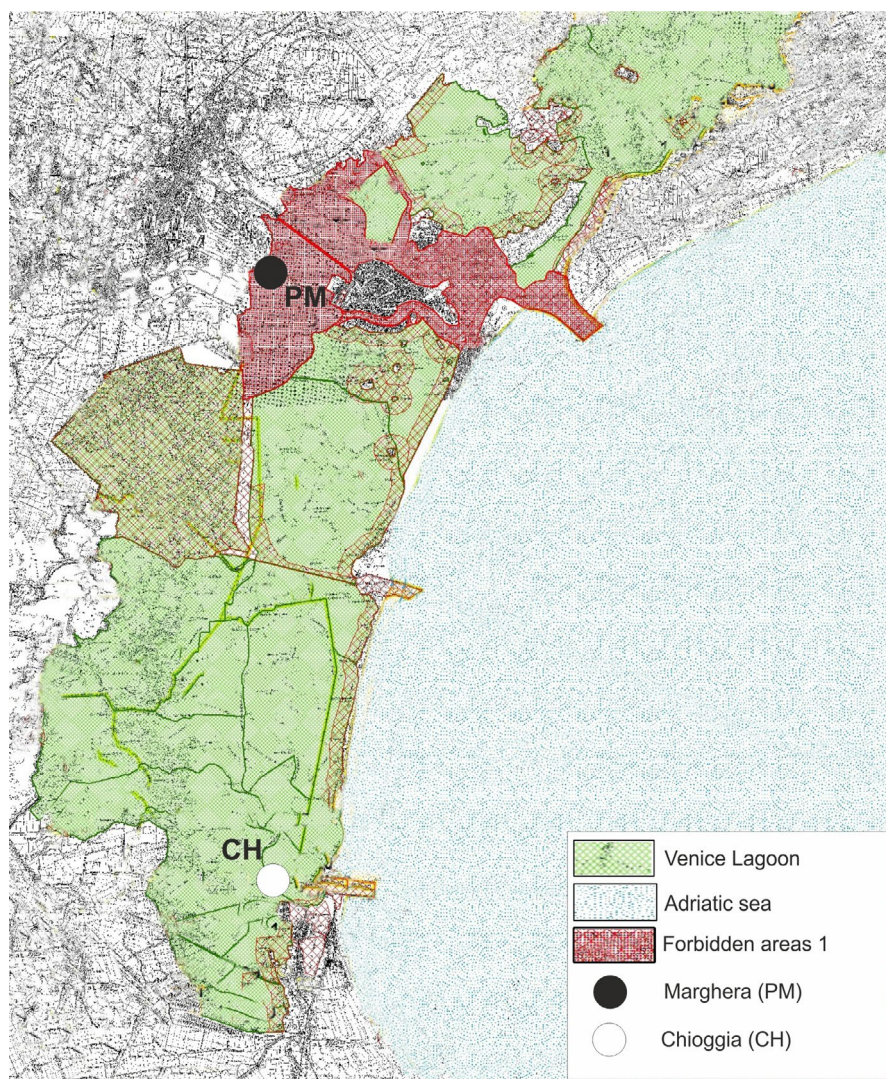 PM
CH
Venice Lagoon
Adriatic sea
Forbidden areas 1
Marghera (PM)
Chioggia (CH)